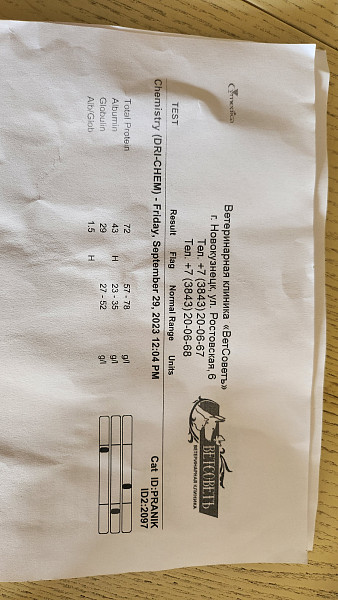 Ветеринарная клиника «ВетСоветъ»
г. Новокузнецк, ул. Ростовская, 6
Тел. +7 (3843) 20-06-67
Тел. +7 (3843) 20-06-68
ВЕТСОВЕТЪ
ВЕТЕРИНАРНАЯ КЛИНИКА
TEST Result Flag Normal Range Units
Cat ID:PRANIK
ID2:2097
Chemistry (DRI-CHEM) - Friday, September 29, 2023 12:04 PM
Total Protein 72 57 - 78 g/l
Albumin 43 H 23 - 35 g/l
Globulin 29 27 - 52 g/l
Alb/Glob 1.5 H